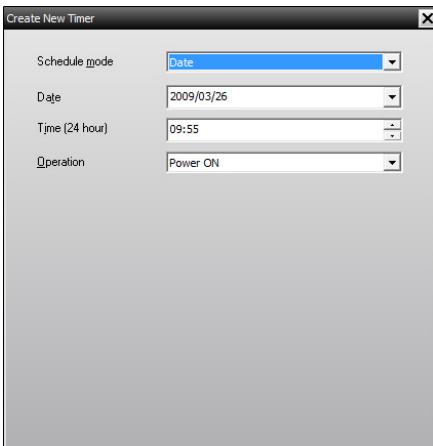 Create New Timer
Schedule mode Date
Date 2009/03/26
Time (24 hour) 09:55
Operation Power ON